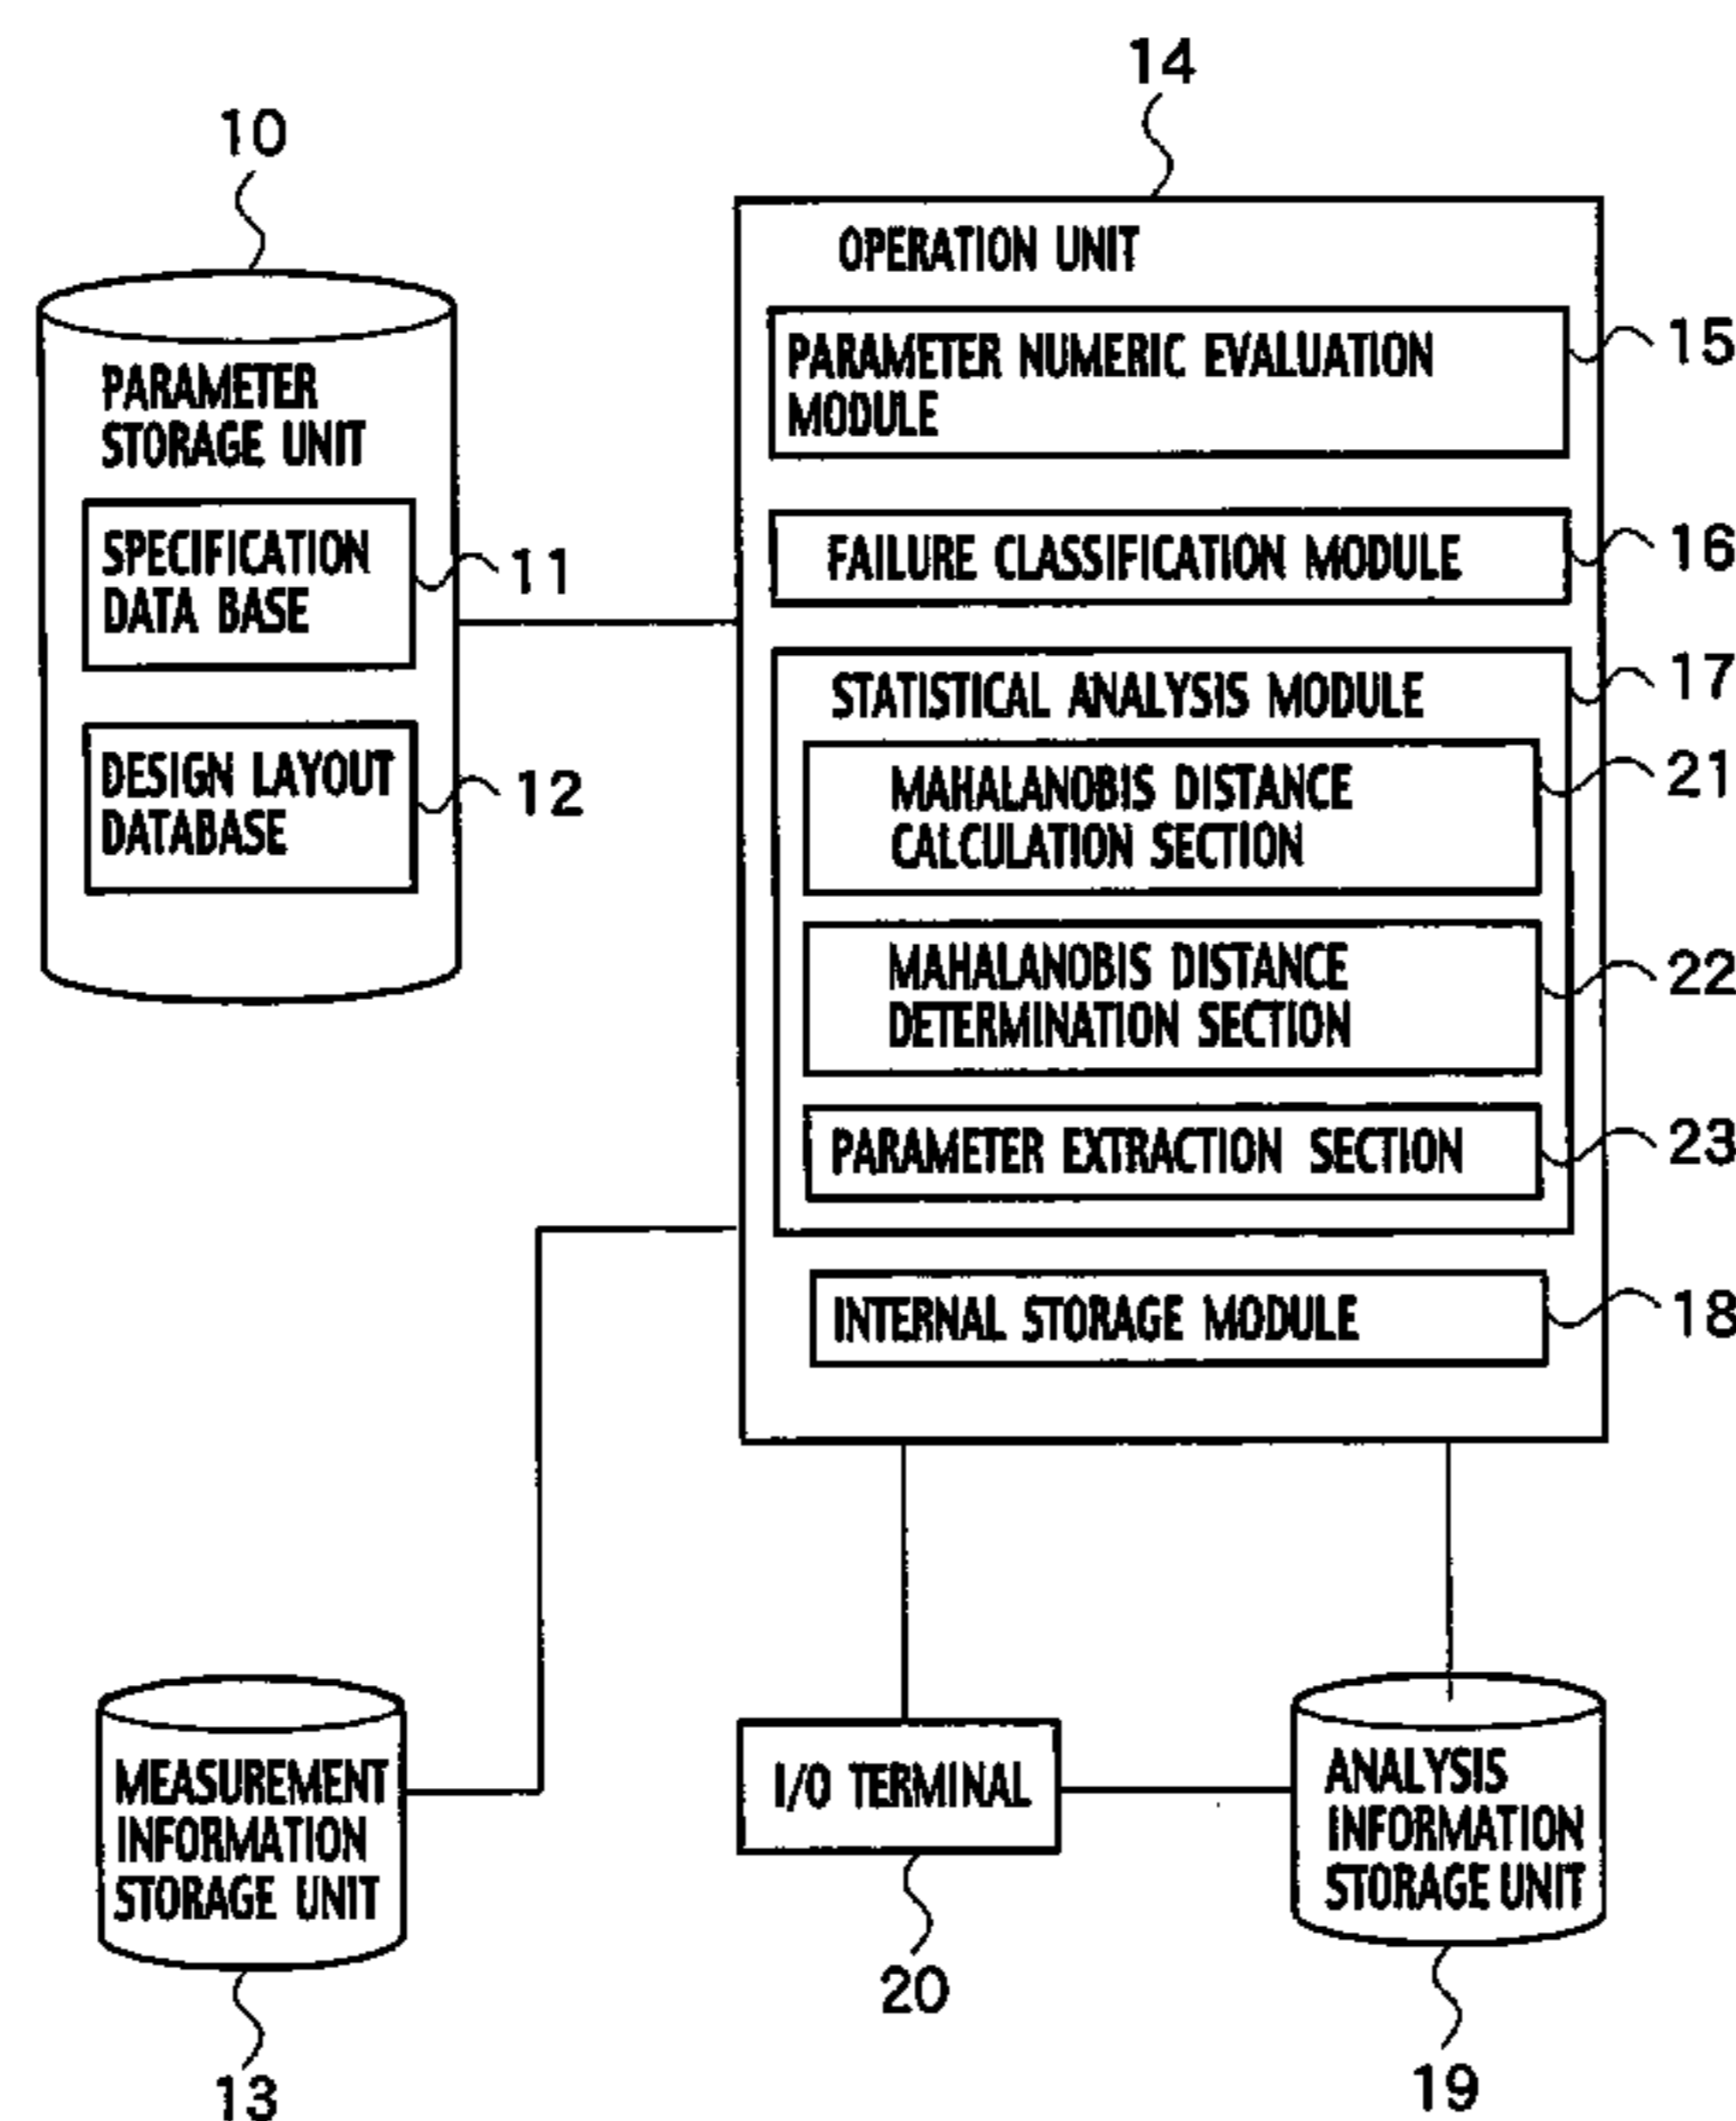 14
10
OPERATION UNIT
PARAMETER NUMERIC EVALUATION
MODULE
15
PARAMETER
STORAGE UNIT
SPECIFICATION
DATA BASE
11
FAILURE CLASSIFICATION MODULE
16
STATISTICAL ANALYSIS MODULE
17
DESIGN LAYOUT
DATABASE
12
MAHALANOBIS DISTANCE
CALCULATION SECTION
21
MAHALANOBIS DISTANCE
DETERMINATION SECTION
22
PARAMETER EXTRACTION SECTION
23
INTERNAL STORAGE MODULE
18
MEASUREMENT
INFORMATION
STORAGE UNIT
I/O TERMINAL
ANALYSIS
INFORMATION
STORAGE UNIT
20
13
19